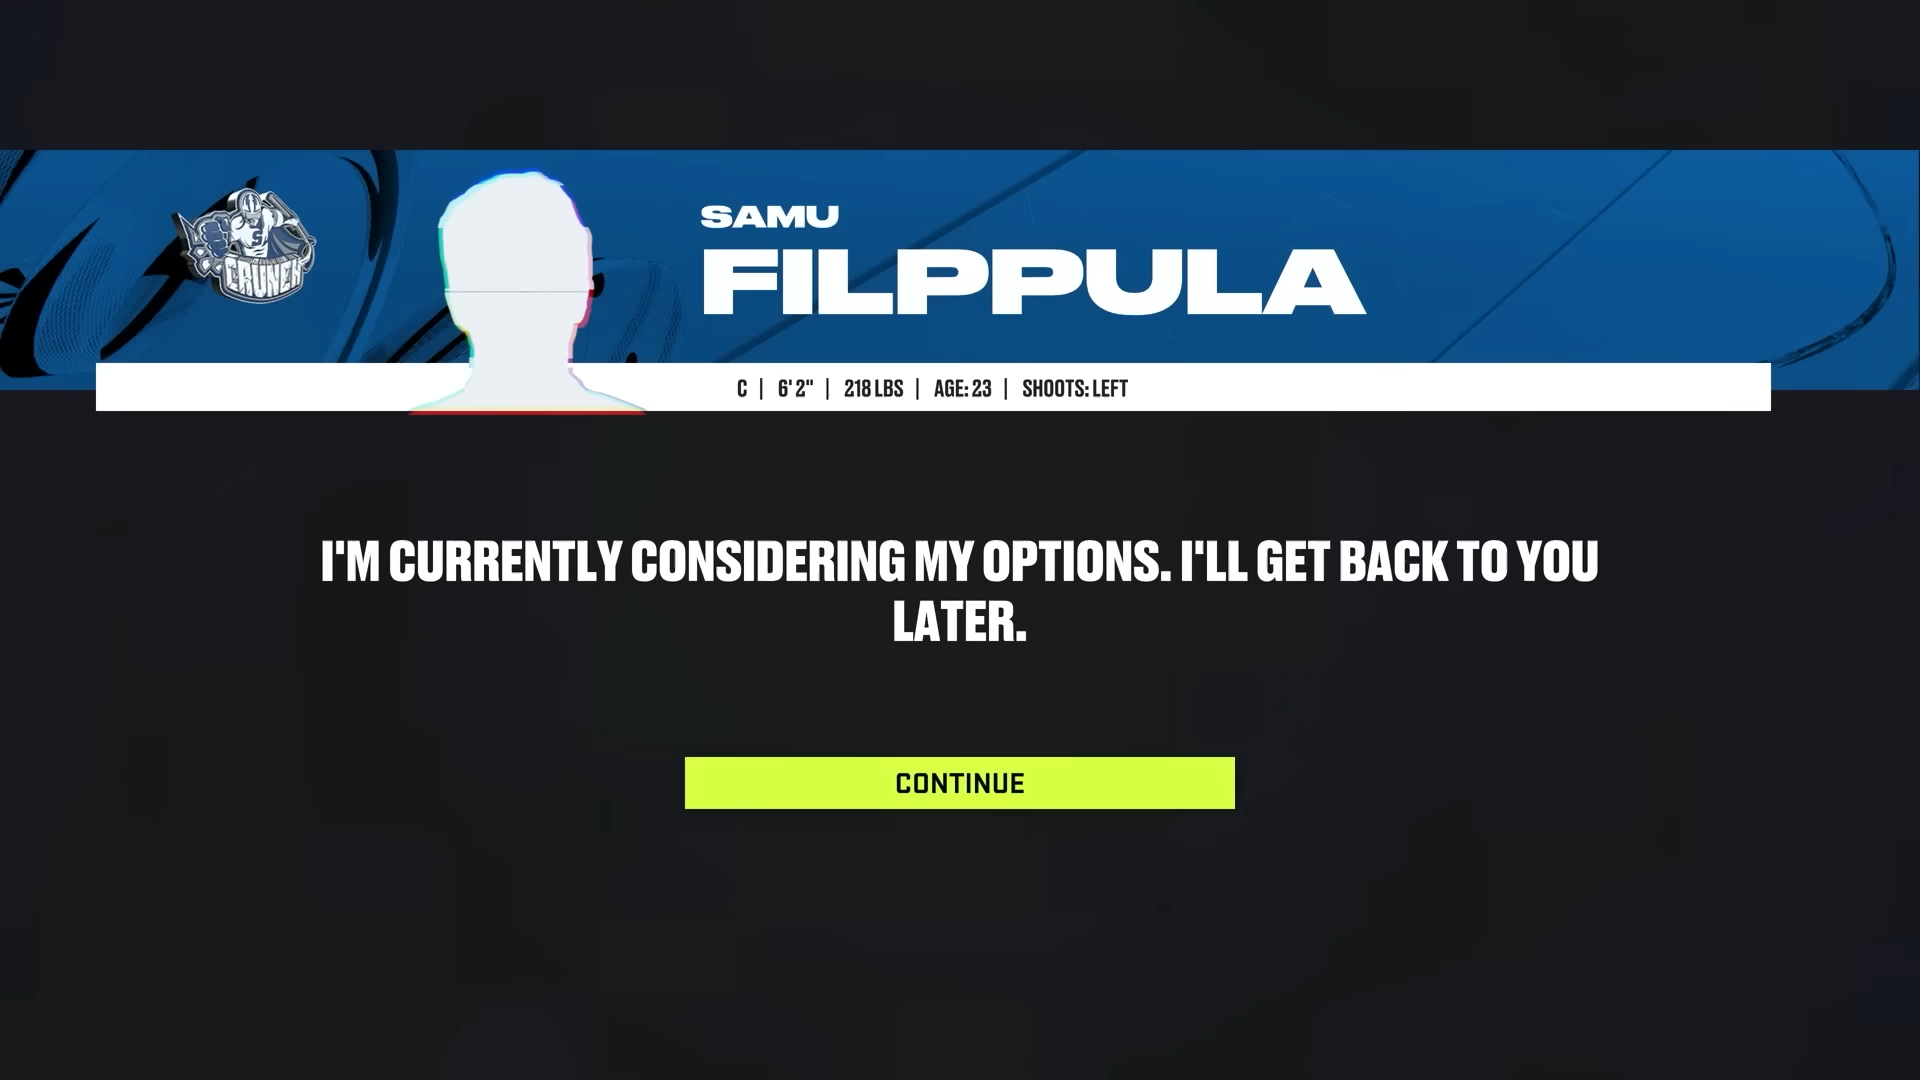 CRUNCH
SAMU
FILPPULA
C | 6' 2" | 218 LBS | AGE: 23 | SHOOTS: LEFT
I'M CURRENTLY CONSIDERING MY OPTIONS. I'LL GET BACK TO YOU
LATER.
CONTINUE